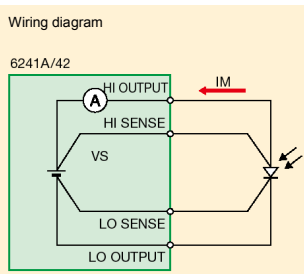 Wiring diagram
6241A/42
HI OUTPUT
IM
A
HI SENSE
VS
LO SENSE
LO OUTPUT